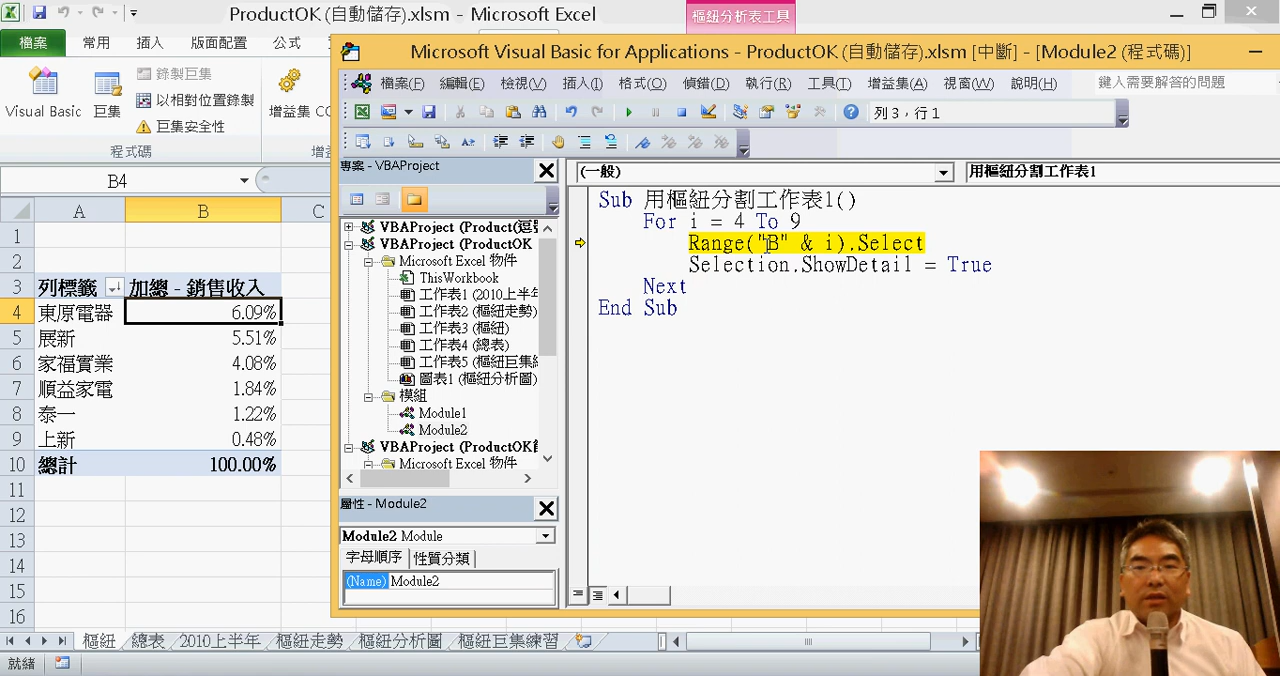 ProductOK (自動儲存).xlsm - Microsoft Excel
樞紐分析表工具
檔案 常用 插入 版面配置 公式
Visual Basic
巨集
錄製巨集
以相對位置錄製
巨集安全性
增益集
程式碼
B4
A B C
1
2
3 列標籤 加總 - 銷售收入
4 東原電器 6.09%
5 展新 5.51%
6 家福實業 4.08%
7 順益家電 1.84%
8 泰一 1.22%
9 上新 0.48%
10 總計 100.00%
11
12
13
14
15
16
樞紐 總表 2010上半年 樞紐走勢 樞紐分析圖 樞紐巨集練習
就緒
Microsoft Visual Basic for Applications - ProductOK (自動儲存).xlsm [中斷] - [Module2 (程式碼)]
檔案(F) 編輯(E) 檢視(V) 插入(I) 格式(O) 偵錯(D) 執行(R) 工具(T) 增益集(A) 視窗(W) 說明(H)
鍵入需要解答的問題
列 3，行 1
專案 - VBAProject
VBAProject (ProductOK
Microsoft Excel 物件
ThisWorkbook
工作表1 (2010上半年
工作表2 (樞紐走勢)
工作表3 (樞紐)
工作表4 (總表)
工作表5 (樞紐巨集
圖表1 (樞紐分析圖)
模組
Module1
Module2
VBAProject (ProductOK
Microsoft Excel 物件
屬性 - Module2
Module2 Module
字母順序 性質分類
(Name) Module2
(一般)
用樞紐分割工作表1
Sub 用樞紐分割工作表1()
For i = 4 To 9
Range("B" & i).Select
Selection.ShowDetail = True
Next
End Sub